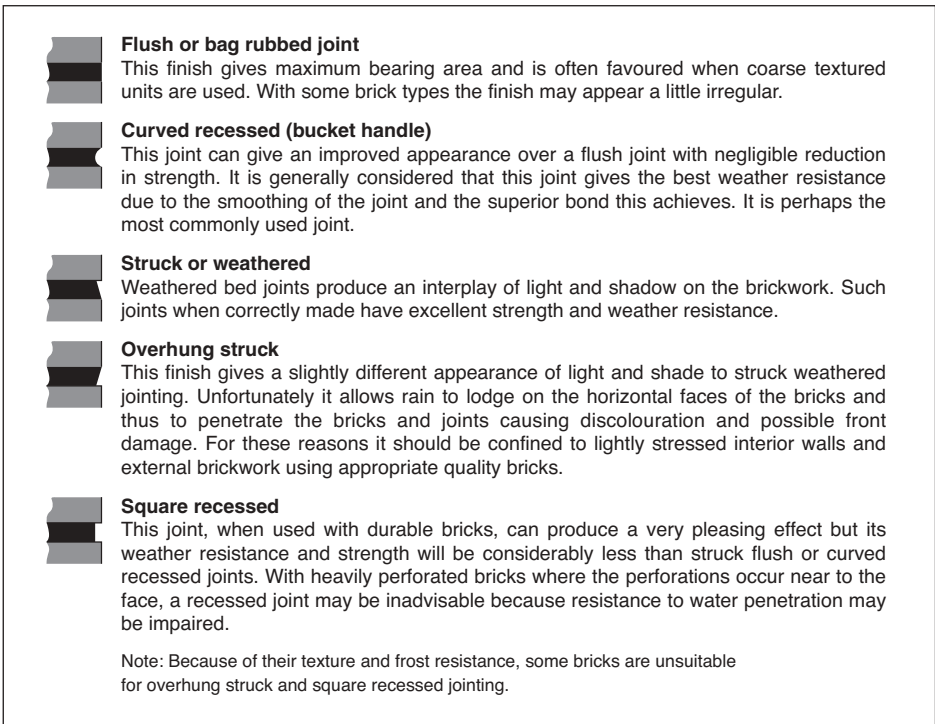 Flush or bag rubbed joint
This finish gives maximum bearing area and is often favoured when coarse textured
units are used. With some brick types the finish may appear a little irregular.
Curved recessed (bucket handle)
This joint can give an improved appearance over a flush joint with negligible reduction
in strength. It is generally considered that this joint gives the best weather resistance
due to the smoothing of the joint and the superior bond this achieves. It is perhaps the
most commonly used joint.
Struck or weathered
Weathered bed joints produce an interplay of light and shadow on the brickwork. Such
joints when correctly made have excellent strength and weather resistance.
Overhung struck
This finish gives a slightly different appearance of light and shade to struck weathered
jointing. Unfortunately it allows rain to lodge on the horizontal faces of the bricks and
thus to penetrate the bricks and joints causing discolouration and possible front
damage. For these reasons it should be confined to lightly stressed interior walls and
external brickwork using appropriate quality bricks.
Square recessed
This joint, when used with durable bricks, can produce a very pleasing effect but its
weather resistance and strength will be considerably less than struck flush or curved
recessed joints. With heavily perforated bricks where the perforations occur near to the
face, a recessed joint may be inadvisable because resistance to water penetration may
be impaired.
Note: Because of their texture and frost resistance, some bricks are unsuitable
for overhung struck and square recessed jointing.